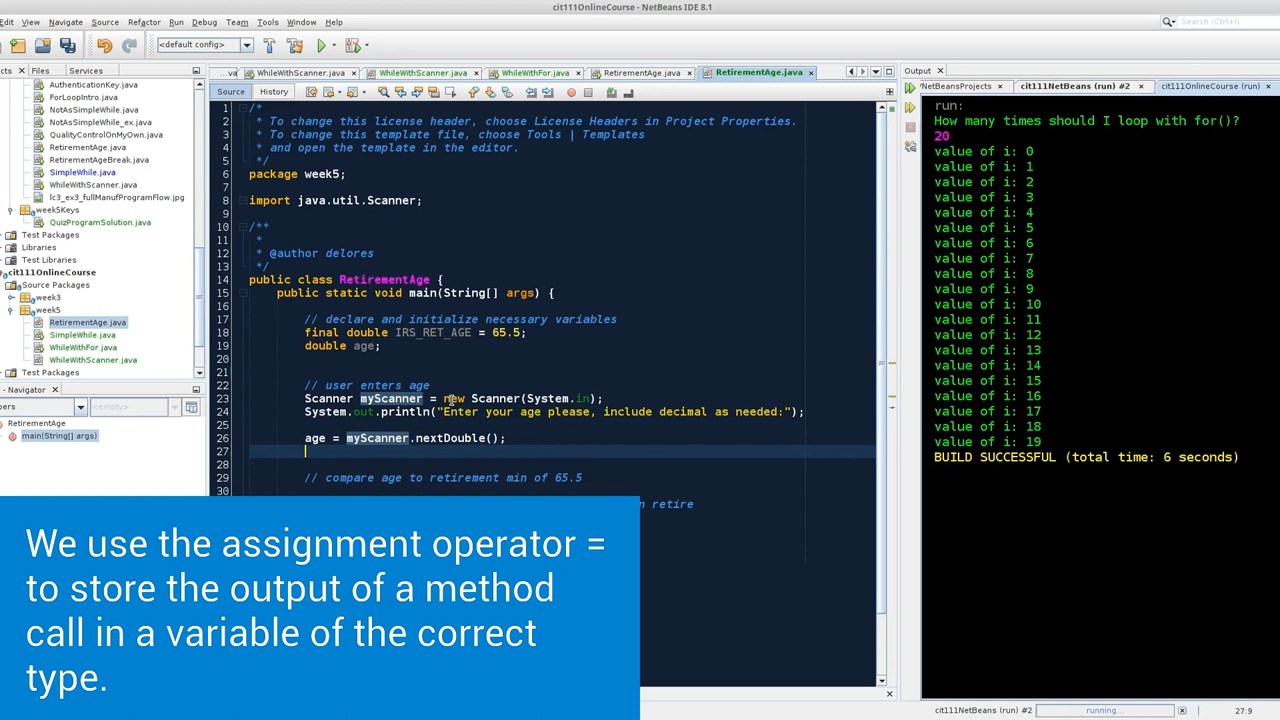 cit111OnlineCourse - NetBeans IDE 8.1
Edit View Navigate Source Refactor Run Debug Team Tools Window Help
<default config>
Search (Ctrl+I)
Files Services
...va WhileWithScanner.java WhileWithScanner.java WhileWithFor.java RetirementAge.java RetirementAge.java
Source History
AuthenticationKey.java
ForLoopIntro.java
NotAsSimpleWhile.java
NotAsSimpleWhile_ex.java
QualityControlOnMyOwn.java
RetirementAge.java
RetirementAgeBreak.java
SimpleWhile.java
WhileWithScanner.java
lc3_ex3_fullManufProgramFlow.jpg
week5Keys
QuizProgramSolution.java
Test Packages
Libraries
Test Libraries
cit111OnlineCourse
Source Packages
week3
week5
RetirementAge.java
SimpleWhile.java
WhileWithFor.java
WhileWithScanner.java
Test Packages
Navigator
<empty>
RetirementAge
main(String[] args)
1 /*
2 * To change this license header, choose License Headers in Project Properties.
3 * To change this template file, choose Tools | Templates
4 * and open the template in the editor.
5 */
6 package week5;
7
8 import java.util.Scanner;
9
10 /**
11 *
12 * @author delores
13 */
14 public class RetirementAge {
15 public static void main(String[] args) {
16
17 // declare and initialize necessary variables
18 final double IRS_RET_AGE = 65.5;
19 double age;
20
21
22 // user enters age
23 Scanner myScanner = new Scanner(System.in);
24 System.out.println("Enter your age please, include decimal as needed:");
25
26 age = myScanner.nextDouble();
27
28
29 // compare age to retirement min of 65.5
30
retire
Output
/NetBeansProjects cit111NetBeans (run) #2 cit111OnlineCourse (run)
run:
How many times should I loop with for()?
20
value of i: 0
value of i: 1
value of i: 2
value of i: 3
value of i: 4
value of i: 5
value of i: 6
value of i: 7
value of i: 8
value of i: 9
value of i: 10
value of i: 11
value of i: 12
value of i: 13
value of i: 14
value of i: 15
value of i: 16
value of i: 17
value of i: 18
value of i: 19
BUILD SUCCESSFUL (total time: 6 seconds)
We use the assignment operator =
to store the output of a method
call in a variable of the correct
type.
cit111NetBeans (run) #2 running... 27:9